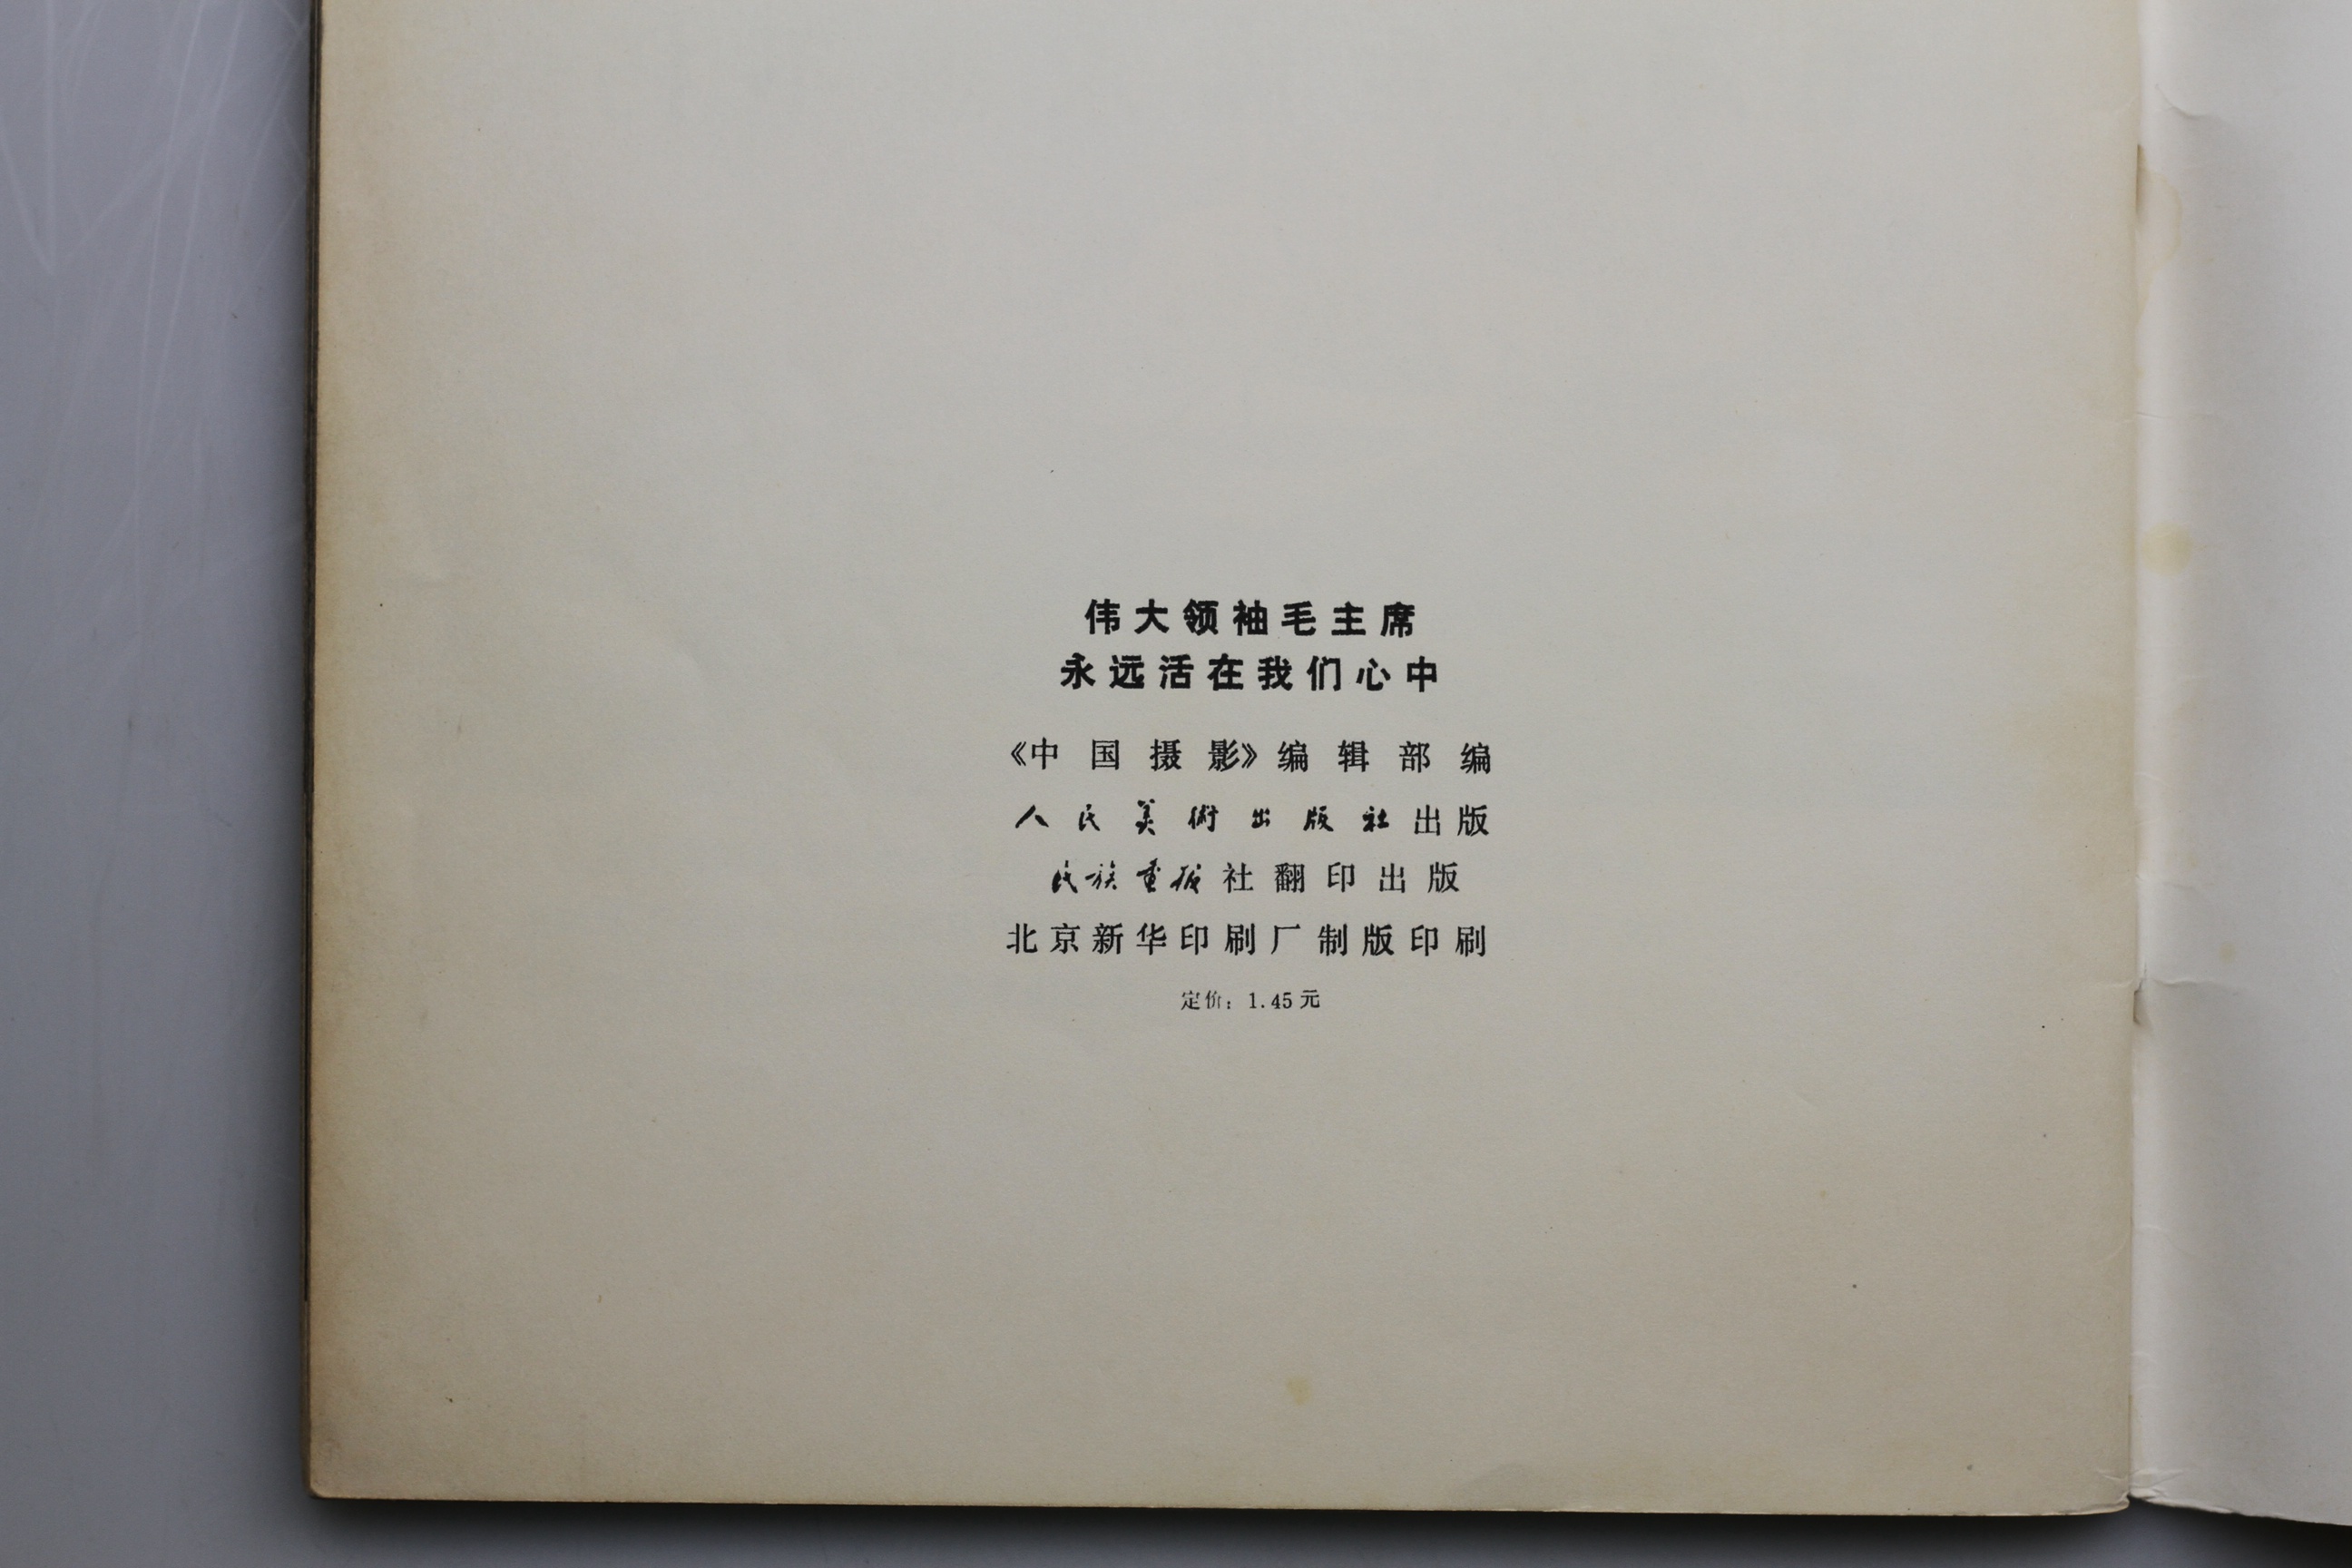 伟大领袖毛主席
永远活在我们心中
《中国摄影》编辑部编
人民美術出版社出版
民族画报社翻印出版
北京新华印刷厂制版印刷
定价：1.45元